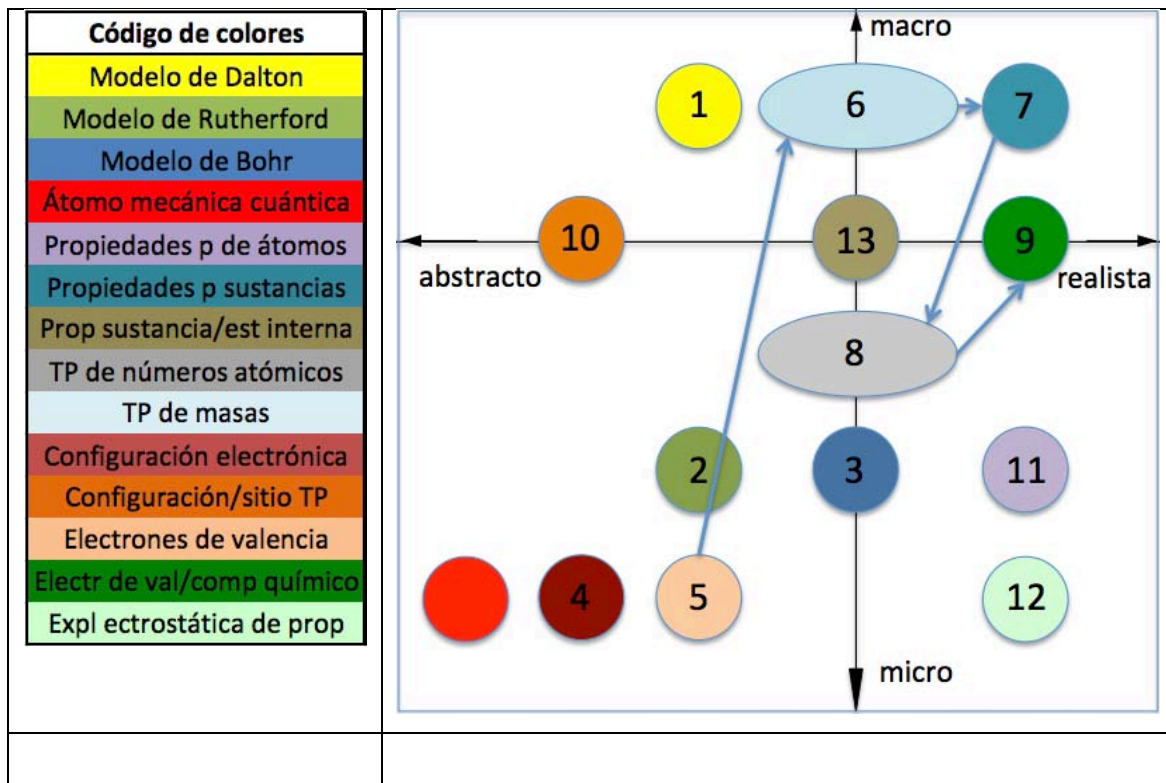 Código de colores
Modelo de Dalton
Modelo de Rutherford
Modelo de Bohr
Átomo mecánica cuántica
Propiedades p de átomos
Propiedades p sustancias
Prop sustancia/est interna
TP de números atómicos
TP de masas
Configuración electrónica
Configuración/sitio TP
Electrones de valencia
Electr de val/comp químico
Expl ectrostática de prop
macro
1
6
7
10
13
9
abstracto
realista
8
2
3
11
4
5
12
micro